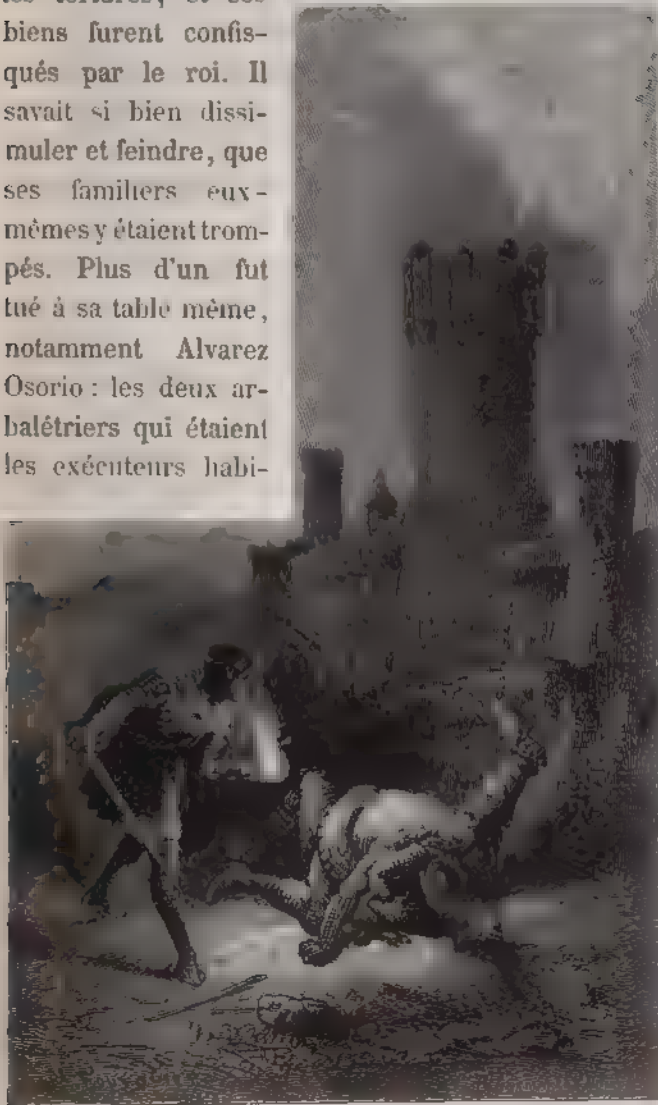 biens furent confis-
qués par le roi. Il
savait si bien dissi-
muler et feindre, que
ses familiers eux-
mêmes y étaient trom-
pés. Plus d'un fut
tué à sa table même,
notamment Alvarez
Osorio : les deux ar-
balétriers qui étaient
les exécuteurs habi-